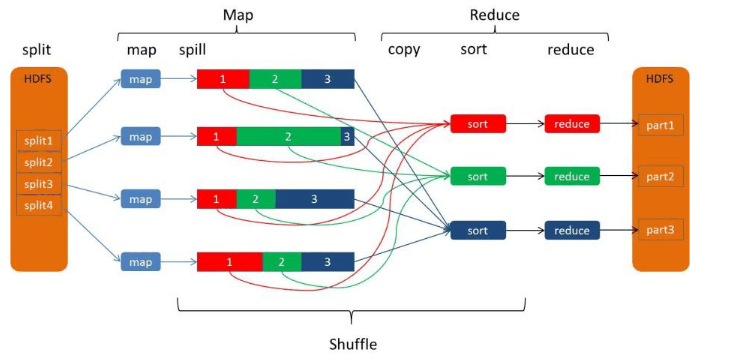 Map
Reduce
split
map
spill
copy
sort
reduce
HDFS
split1
split2
split3
split4
map
1
2
3
map
1
2
3
map
1
2
3
map
1
2
3
sort
reduce
sort
reduce
sort
reduce
HDFS
part1
part2
part3
Shuffle